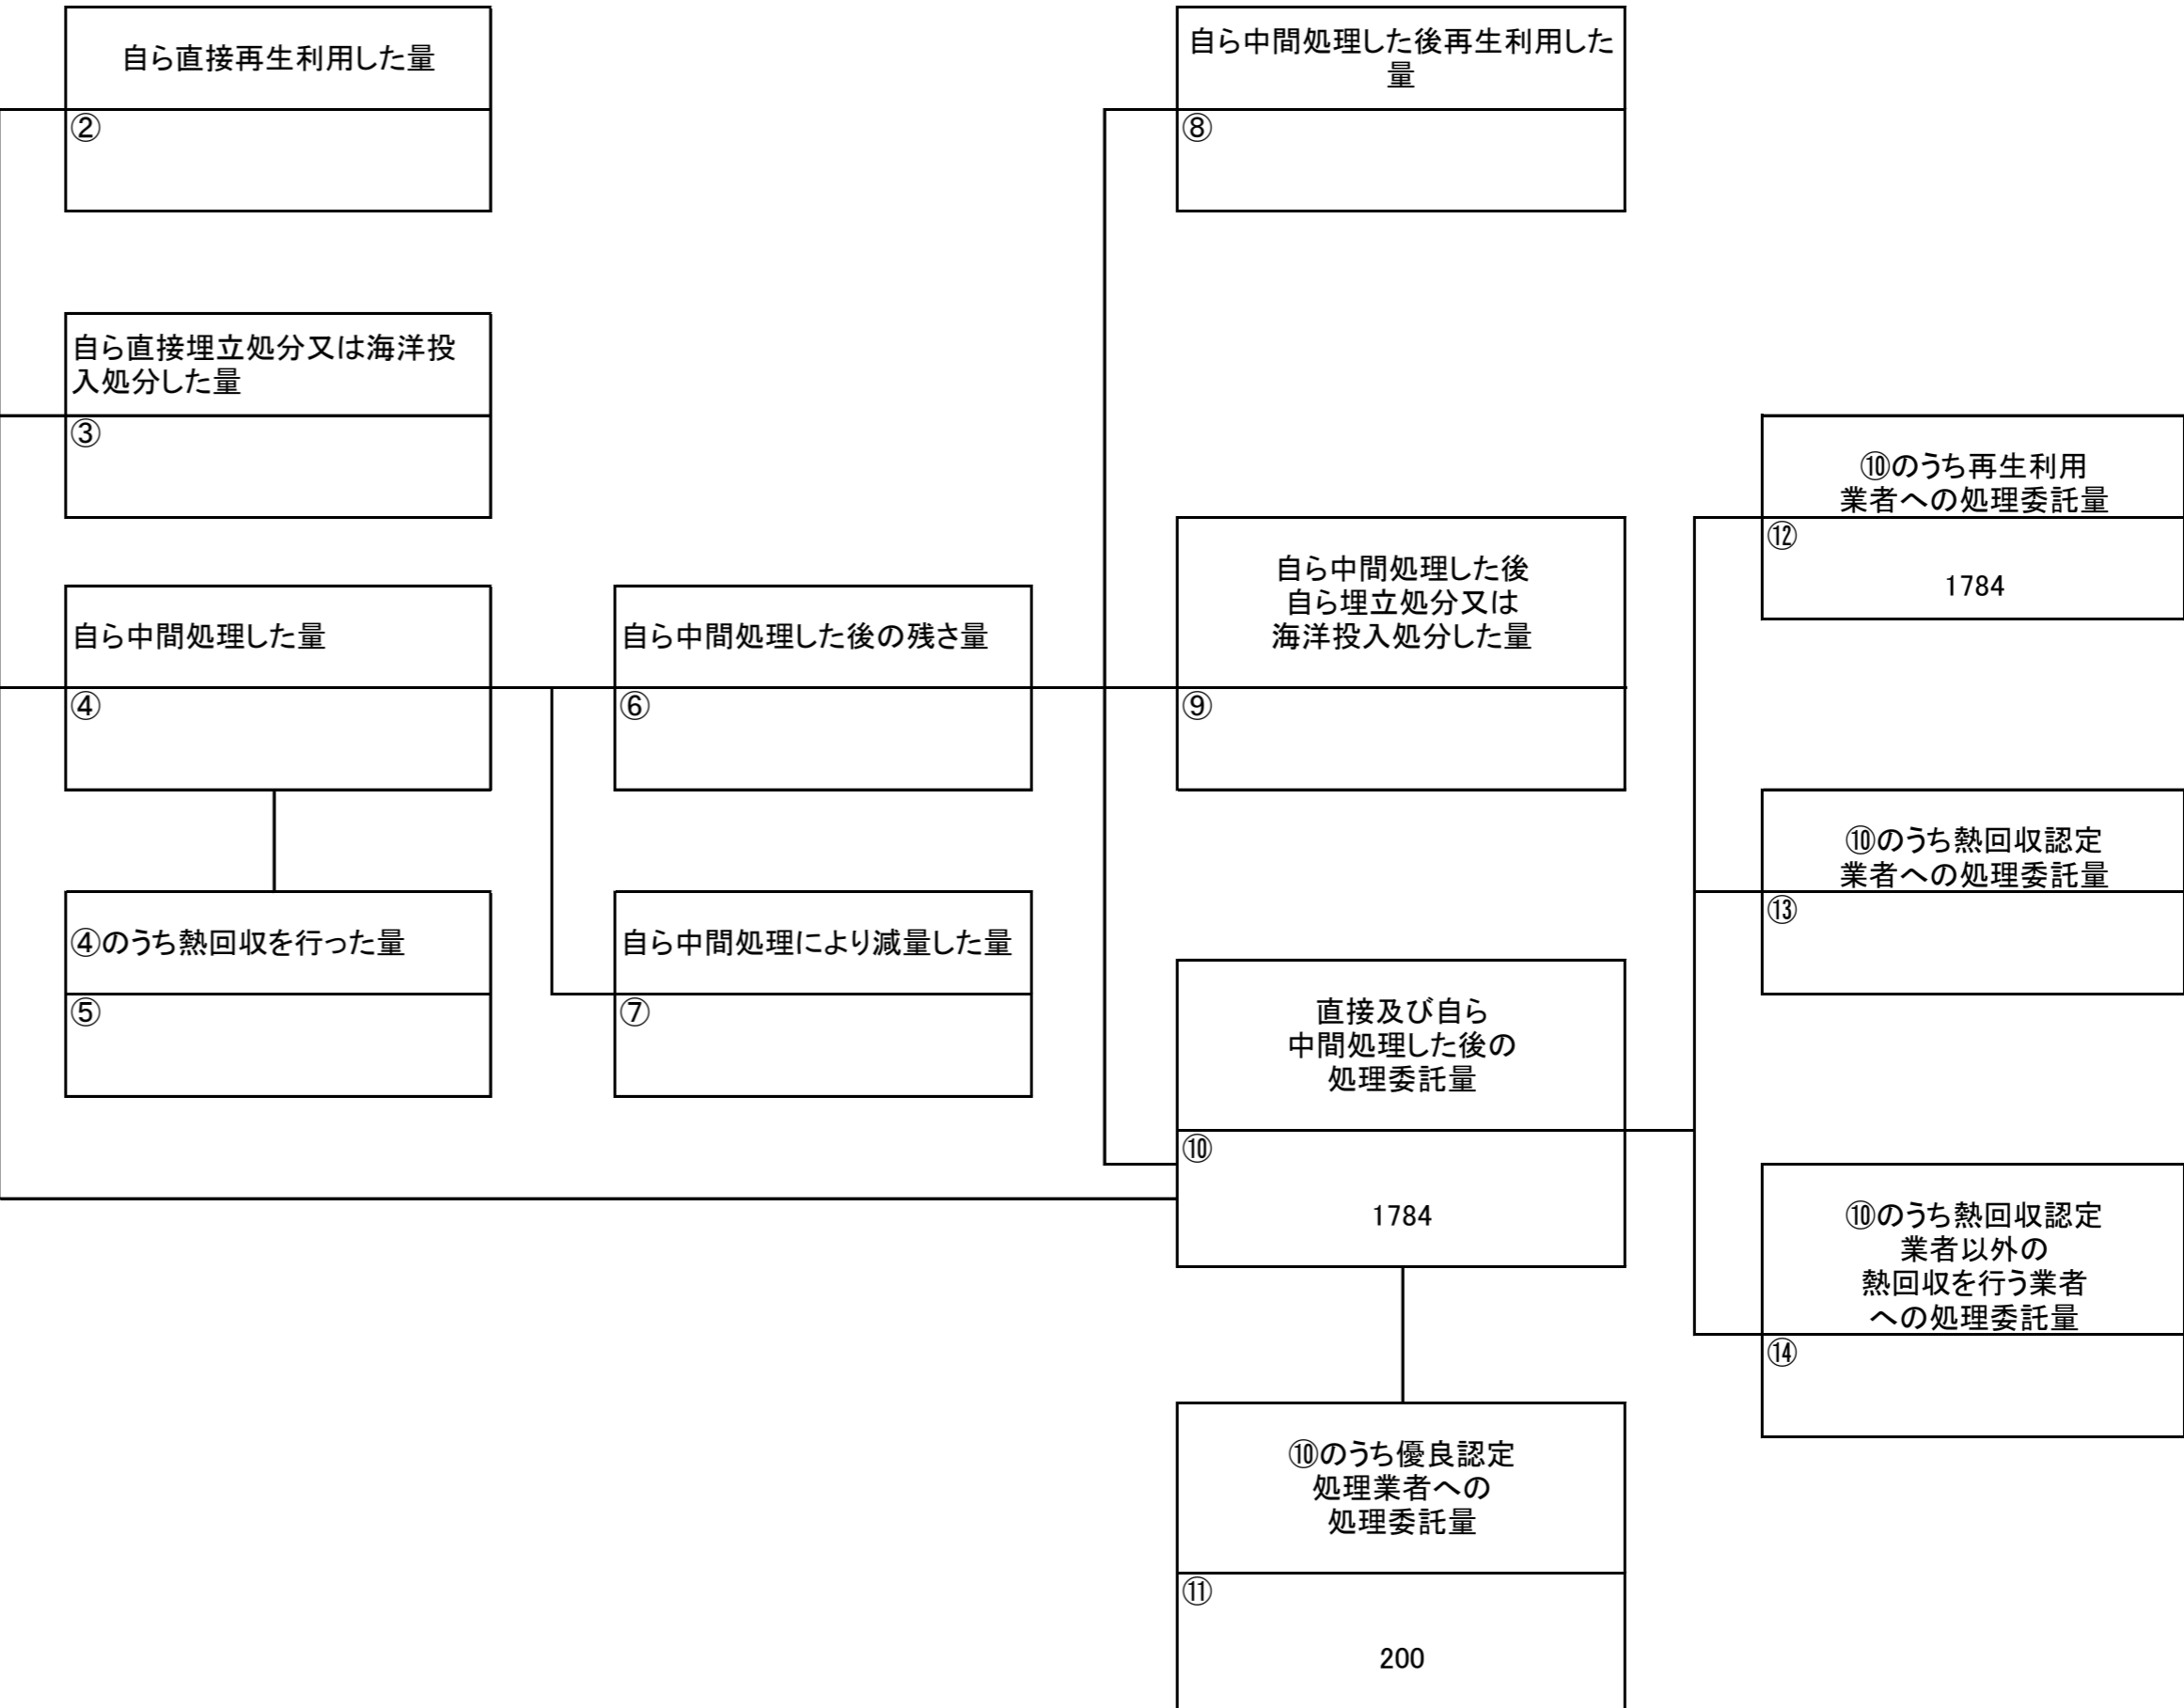 自ら直接再生利用した量
②
自ら中間処理した後再生利用した
量
⑧
自ら直接埋立処分又は海洋投
入処分した量
③
⑩のうち再生利用
業者への処理委託量
⑫
1784
自ら中間処理した量
④
自ら中間処理した後の残さ量
⑥
自ら中間処理した後
自ら埋立処分又は
海洋投入処分した量
⑨
⑩のうち熱回収認定
業者への処理委託量
⑬
④のうち熱回収を行った量
⑤
自ら中間処理により減量した量
⑦
直接及び自ら
中間処理した後の
処理委託量
⑩
1784
⑩のうち熱回収認定
業者以外の
熱回収を行う業者
への処理委託量
⑭
⑩のうち優良認定
処理業者への
処理委託量
⑪
200